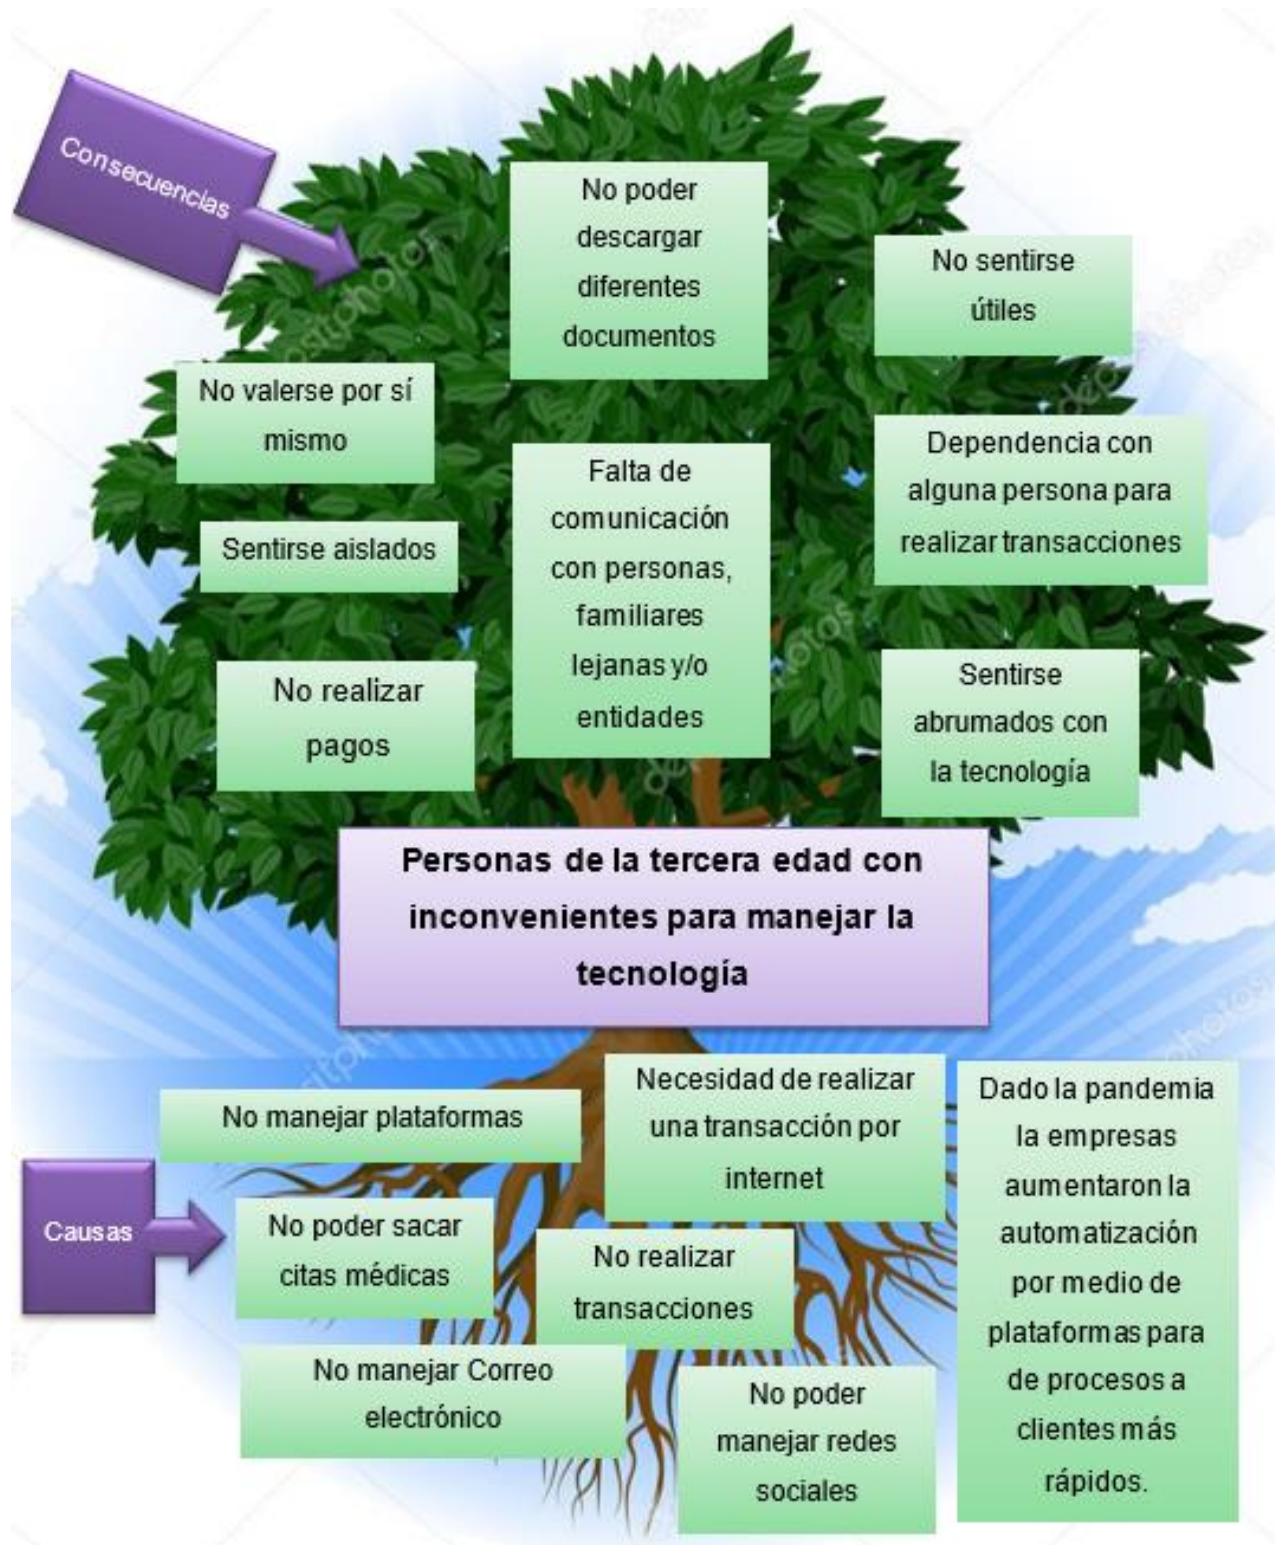 Consecuencias
No poder
descargar
diferentes
documentos
No sentirse
útiles
No valerse por sí
mismo
Falta de
comunicación
con personas,
familiares
lejanas y/o
entidades
Dependencia con
alguna persona para
realizar transacciones
Sentirse aislados
No realizar
pagos
Sentirse
abrumados con
la tecnología
Personas de la tercera edad con
inconvenientes para manejar la
tecnología
No manejar plataformas
Necesidad de realizar
una transacción por
internet
Dado la pandemia
la empresas
aumentaron la
automatización
por medio de
plataformas para
de procesos a
clientes más
rápidos.
Causas
No poder sacar
citas médicas
No realizar
transacciones
No manejar Correo
electrónico
No poder
manejar redes
sociales